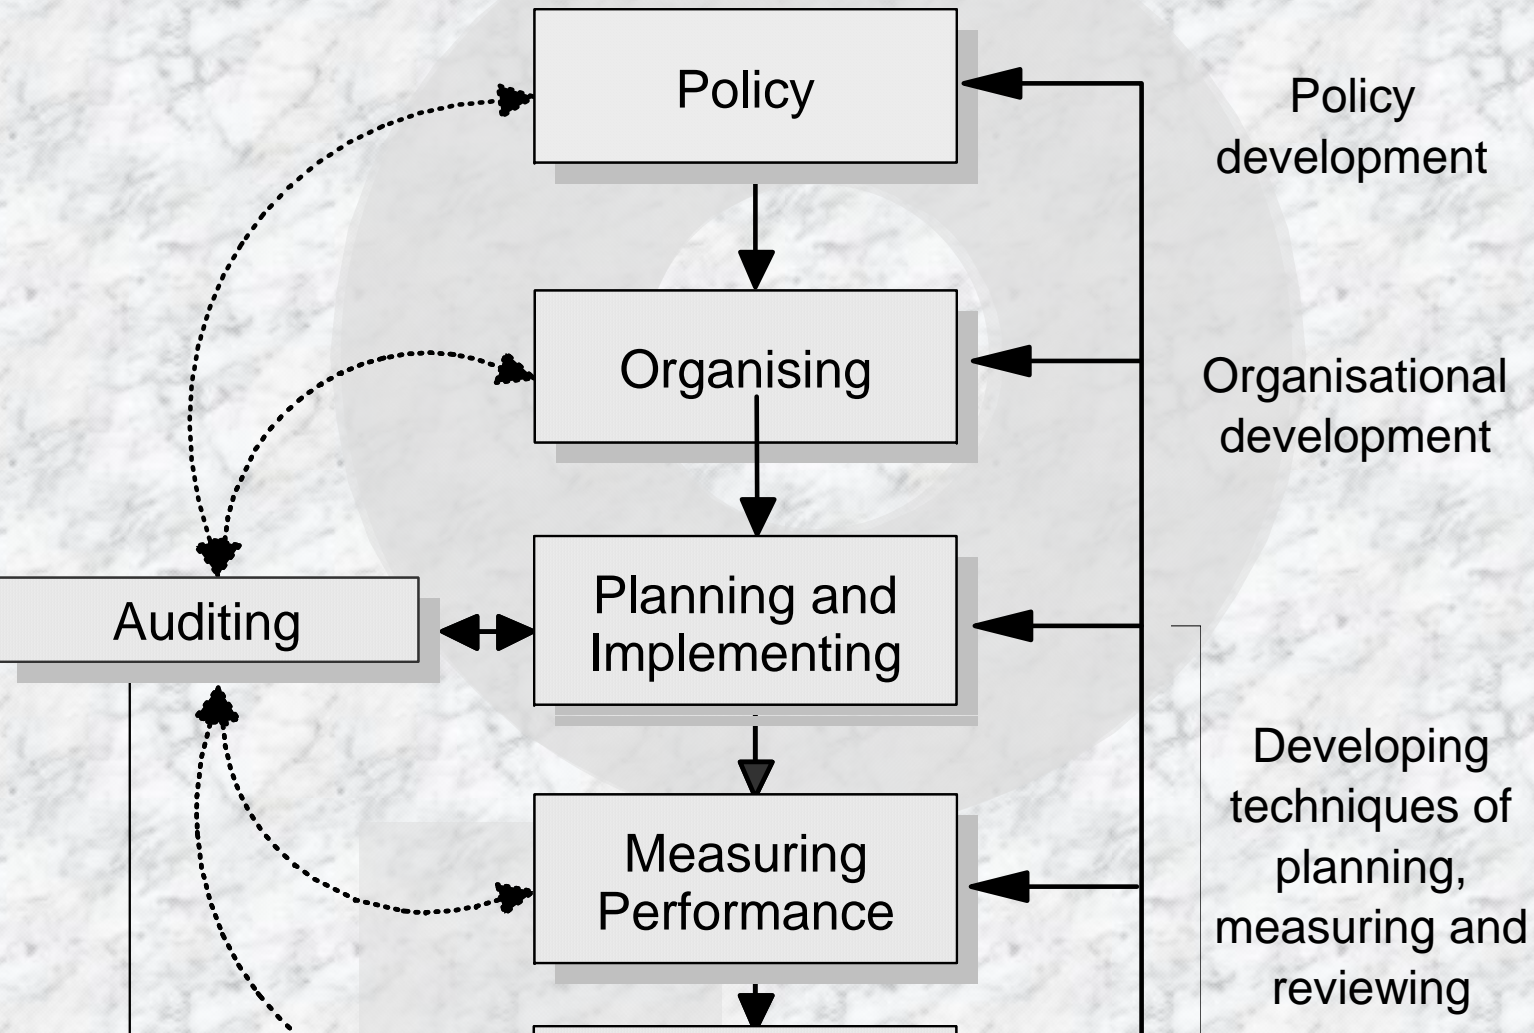 Policy
Policy
development
Organising
Organisational
development
Auditing
Planning and
Implementing
Measuring
Performance
Developing
techniques of
planning,
measuring and
reviewing